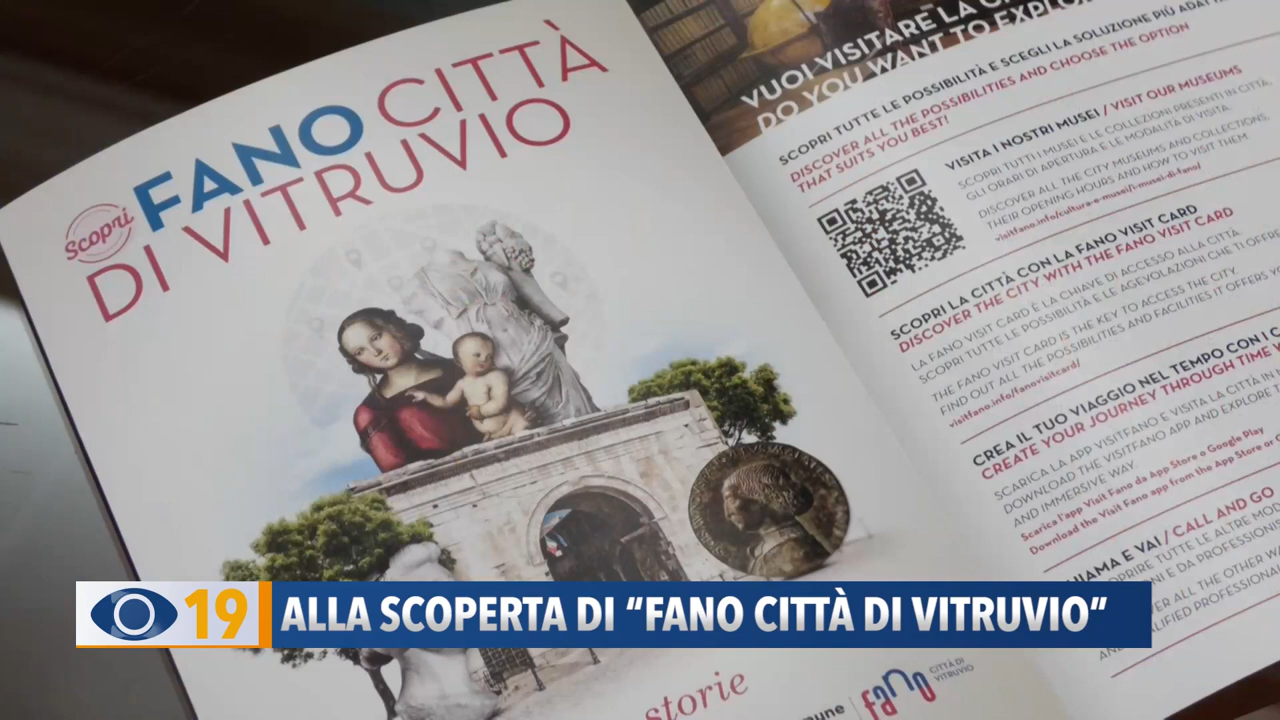 Scopri
FANO CITTÀ
DI VITRUVIO
storie
fano
CITTÀ DI
VITRUVIO
VUOI VISITARE LA
DO YOU WANT TO
SCOPRI TUTTE LE POSSIBILITÀ E SCEGLI LA SOLUZIONE PIÙ
DISCOVER ALL THE POSSIBILITIES AND CHOOSE THE OPTION
THAT SUITS YOU BEST!
VISITA I NOSTRI MUSEI / VISIT OUR MUSEUMS
SCOPRI TUTTI I MUSEI E LE COLLEZIONI PRESENTI IN CITTÀ,
GLI ORARI DI APERTURA E LE MODALITÀ DI VISITA.
DISCOVER ALL THE CITY MUSEUMS AND COLLECTIONS,
THEIR OPENING HOURS AND HOW TO VISIT THEM.
visitfano.info/cultura-e-musei/i-musei-di-fano/
SCOPRI LA CITTÀ CON LA FANO VISIT CARD
DISCOVER THE CITY WITH THE FANO VISIT CARD
LA FANO VISIT CARD È LA CHIAVE DI ACCESSO ALLA CITTÀ.
SCOPRI TUTTE LE POSSIBILITÀ E LE AGEVOLAZIONI CHE TI OFFRE
THE FANO VISIT CARD IS THE KEY TO ACCESS THE CITY.
FIND OUT ALL THE POSSIBILITIES AND FACILITIES IT OFFERS
visitfano.info/fanovisitcard/
CREA IL TUO VIAGGIO NEL TEMPO CON I
CREATE YOUR JOURNEY THROUGH TIME
SCARICA LA APP VISITFANO E VISITA LA CITTÀ IN
DOWNLOAD THE VISITFANO APP AND EXPLORE
AND IMMERSIVE WAY.
Scarica l'app Visit Fano da App Store o Google Play
Download the Visit Fano app from the App Store or
CHIAMA E VAI / CALL AND GO
SCOPRIRE TUTTE LE ALTRE
E DA
ALL THE OTHER
19 ALLA SCOPERTA DI “FANO CITTÀ DI VITRUVIO”